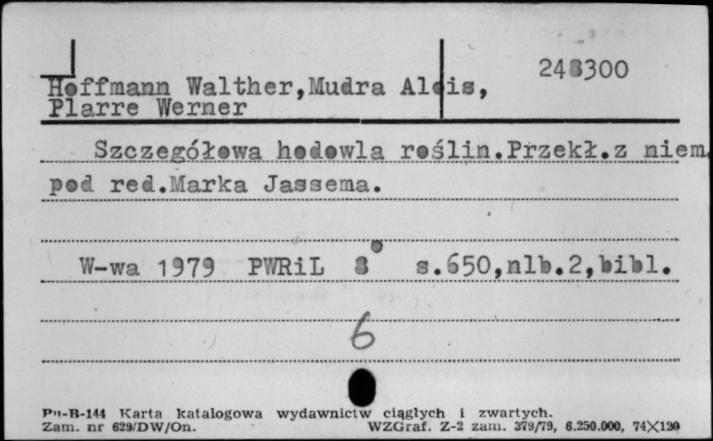 248300
Hoffmann Walther,Mudra Alois,
Plarre Werner
Szczegółowa hodowla roślin.Przekł.z niem.
pod red.Marka Jassema.
W-wa 1979 PWRiL 8° s.650,nlb.2,bibl.
6
Pu-B-144 Karta katalogowa wydawnictw ciągłych i zwartych.
Zam. nr 629/DW/On. WZGraf. Z-2 zam. 379/79, 6.250.000, 74X120